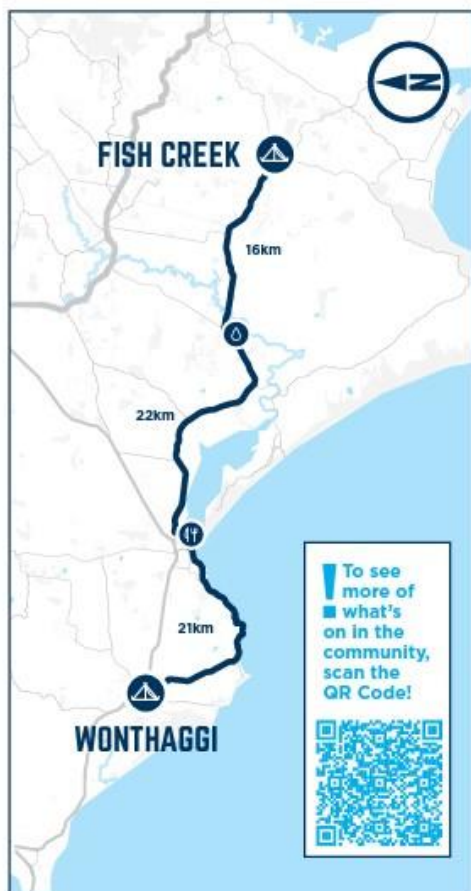 N
FISH CREEK
16km
22km
21km
WONTHAGGI
! To see
more of
what's
on in the
community,
scan the
QR Code!